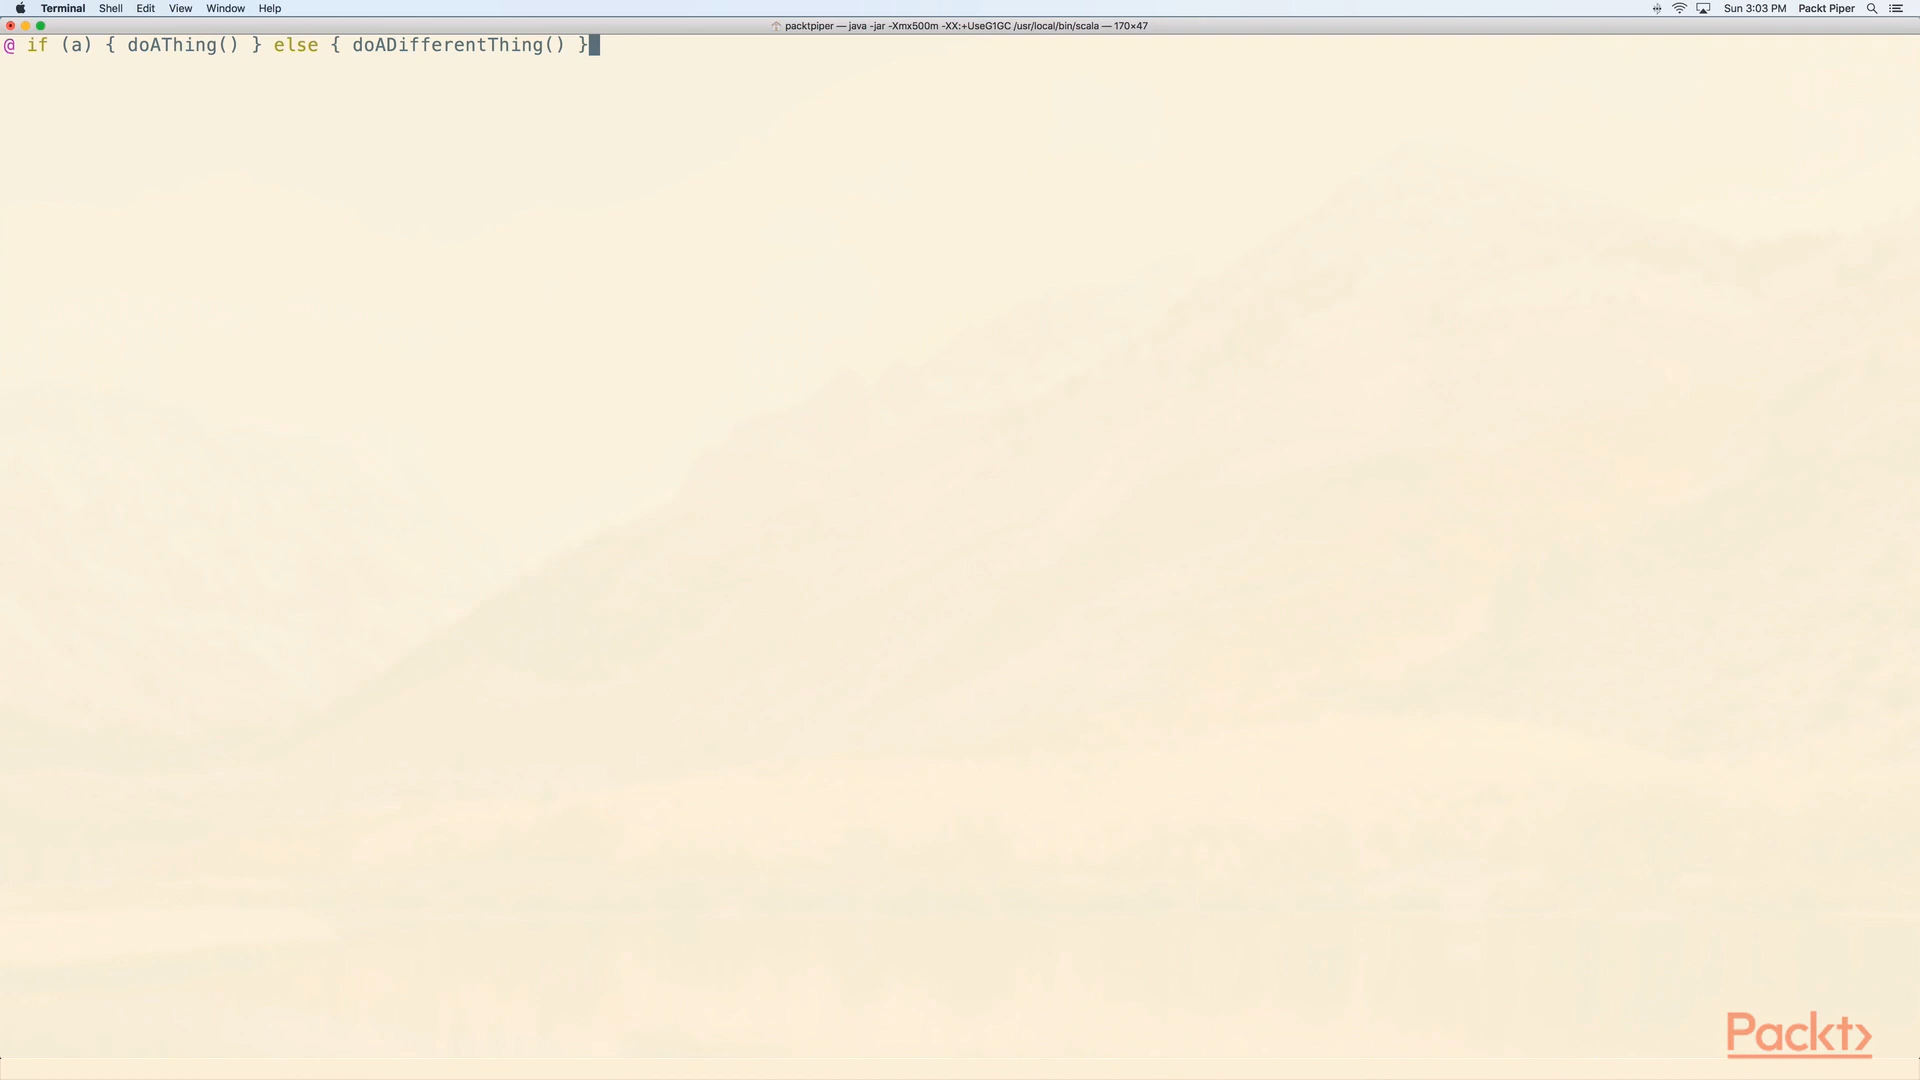 Terminal Shell Edit View Window Help Sun 3:03 PM Packt Piper
packtpiper — java -jar -Xmx500m -XX:+UseG1GC /usr/local/bin/scala — 170×47
@ if (a) { doAThing() } else { doADifferentThing() }
Packt>